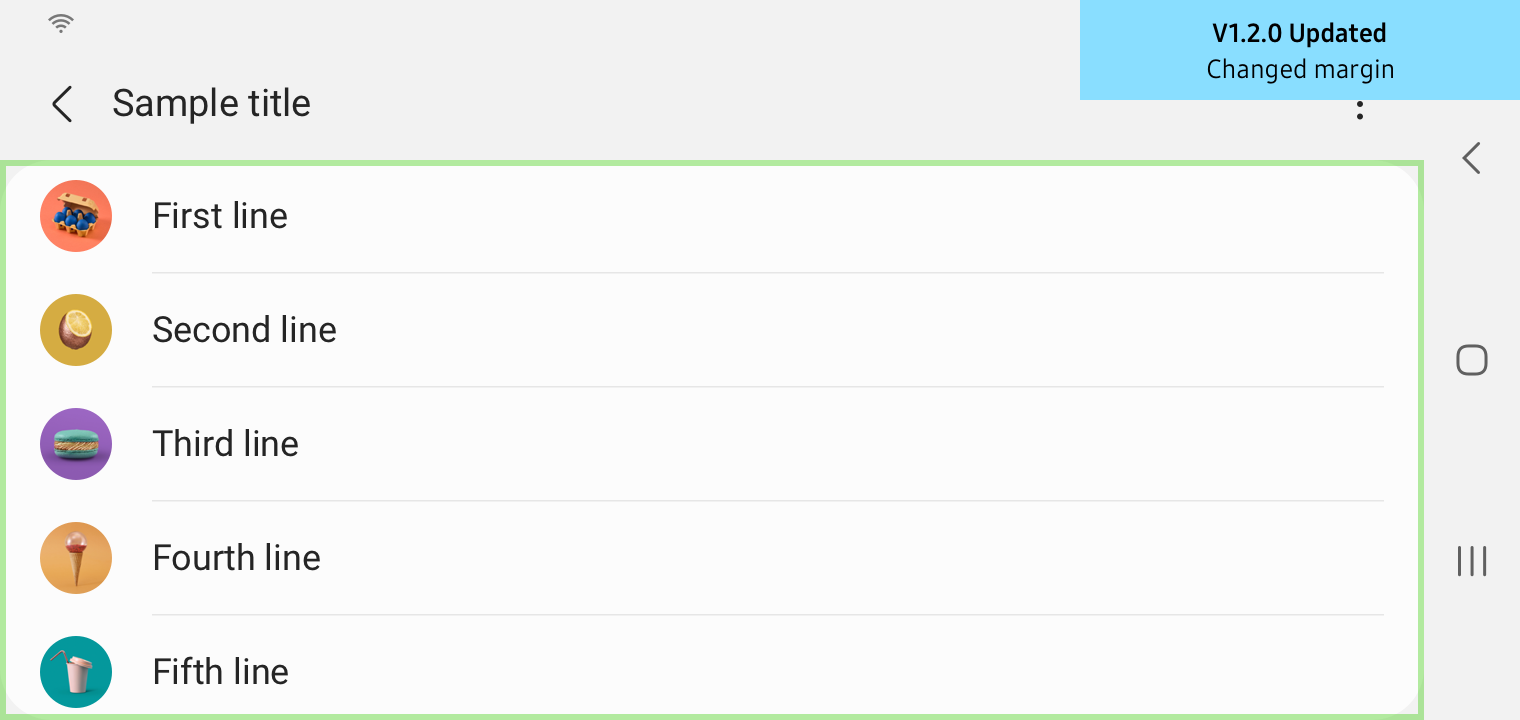 V1.2.0 Updated
Changed margin
Sample title
First line
Second line
Third line
Fourth line
Fifth line